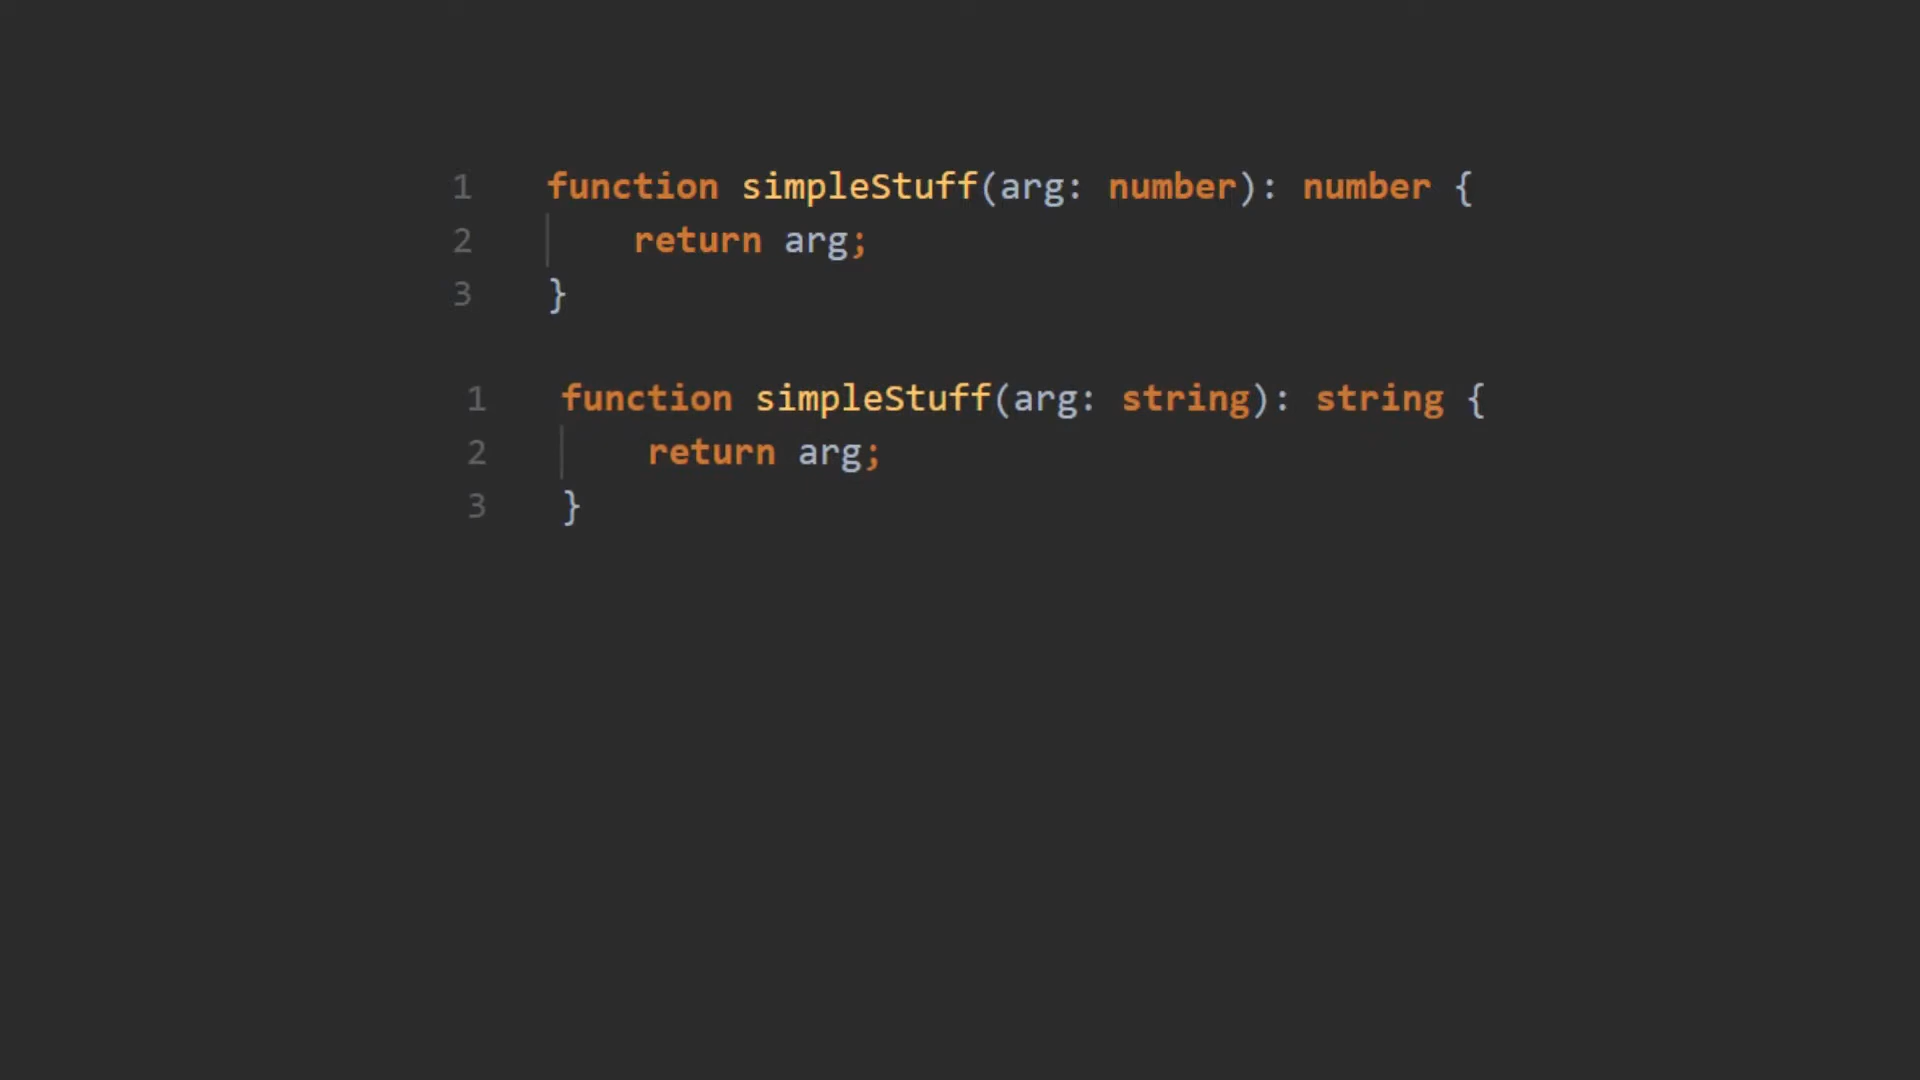 1 function simpleStuff(arg: number): number {
2 return arg;
3 }
1 function simpleStuff(arg: string): string {
2 return arg;
3 }